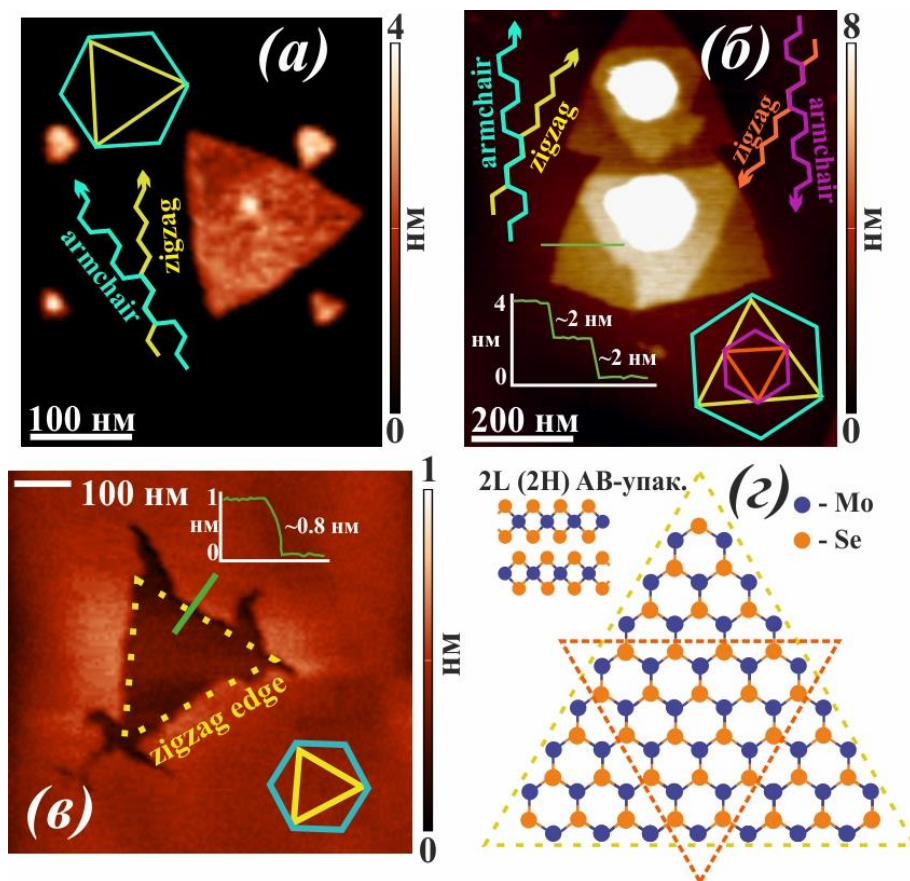 (а)
4
armchair
zigzag
100 нм
нм
0
(б)
8
armchair
zigzag
zigzag
armchair
4
нм
0
~2 нм
~2 нм
200 нм
нм
0
100 нм
1
нм
0
~0.8 нм
1
нм
zigzag edge
(в)
0
2L (2H) AB-упак.
(г)
- Mo
- Se